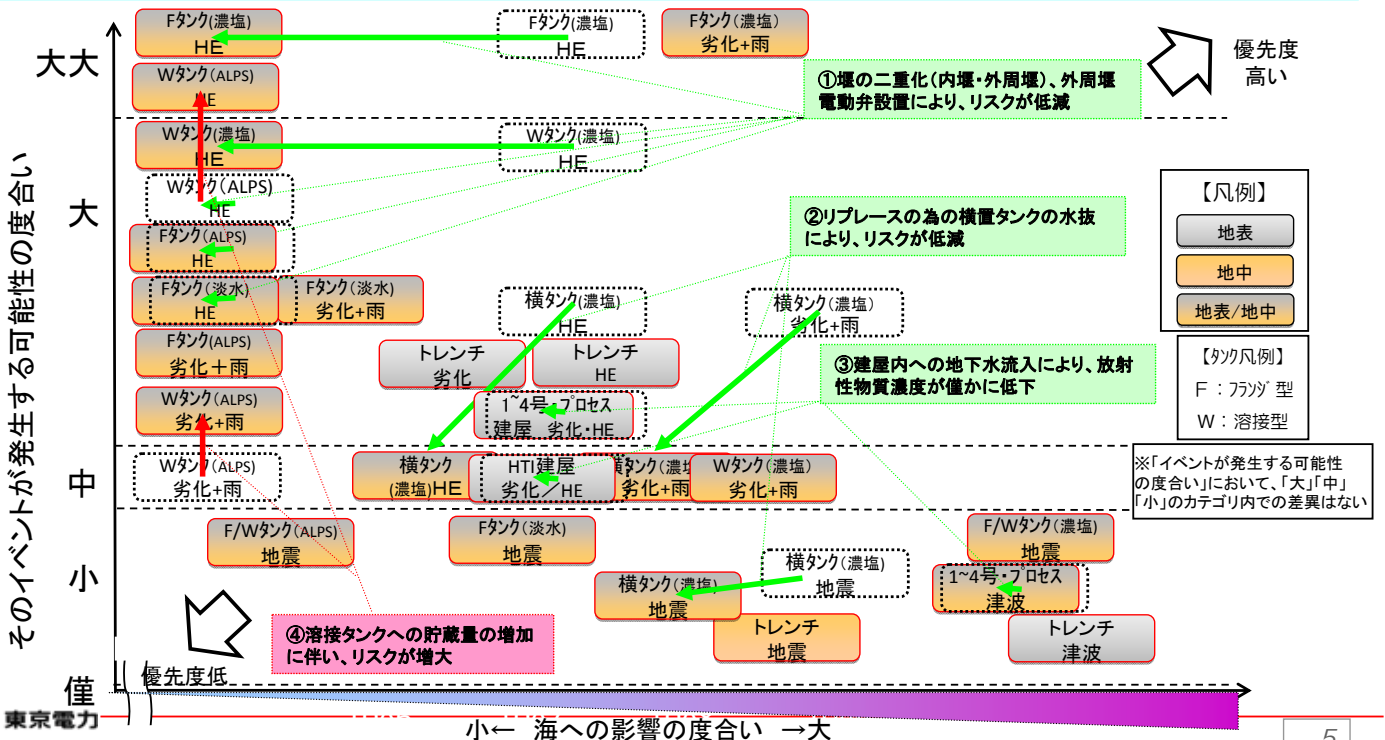 そのイベントが発生する可能性の度合い
大大
大
中
小
僅
Fタンク(濃塩)
HE
Fタンク(濃塩)
HE
Fタンク(濃塩)
劣化+雨
優先度
高い
Wタンク(ALPS)
HE
①堰の二重化(内堰・外周堰)、外周堰
電動弁設置により、リスクが低減
Wタンク(濃塩)
HE
Wタンク(濃塩)
HE
Wタンク(ALPS)
HE
Fタンク(ALPS)
HE
②リプレースの為の横置タンクの水抜
により、リスクが低減
【凡例】
地表
地中
地表/地中
Fタンク(淡水)
HE
Fタンク(淡水)
劣化+雨
横タンク(濃塩)
HE
横タンク(濃塩)
劣化+雨
Fタンク(ALPS)
劣化+雨
トレンチ
劣化
トレンチ
HE
③建屋内への地下水流入により、放射
性物質濃度が僅かに低下
【タンク凡例】
F:フランジ型
W:溶接型
Wタンク(ALPS)
劣化+雨
1~4号・プロセス
建屋 劣化・HE
Wタンク(ALPS)
劣化+雨
横タンク
(濃塩)HE
HTI建屋
劣化/HE
タンク(濃塩
劣化+雨
Wタンク(濃塩)
劣化+雨
※「イベントが発生する可能性
の度合い」において、「大」「中」
「小」のカテゴリ内での差異はない
F/Wタンク(ALPS)
地震
Fタンク(淡水)
地震
F/Wタンク(濃塩)
地震
横タンク(濃塩)
地震
横タンク(濃塩)
地震
1~4号・プロセス
津波
④溶接タンクへの貯蔵量の増加
に伴い、リスクが増大
トレンチ
地震
トレンチ
津波
優先度低
東京電力
小← 海への影響の度合い →大
5